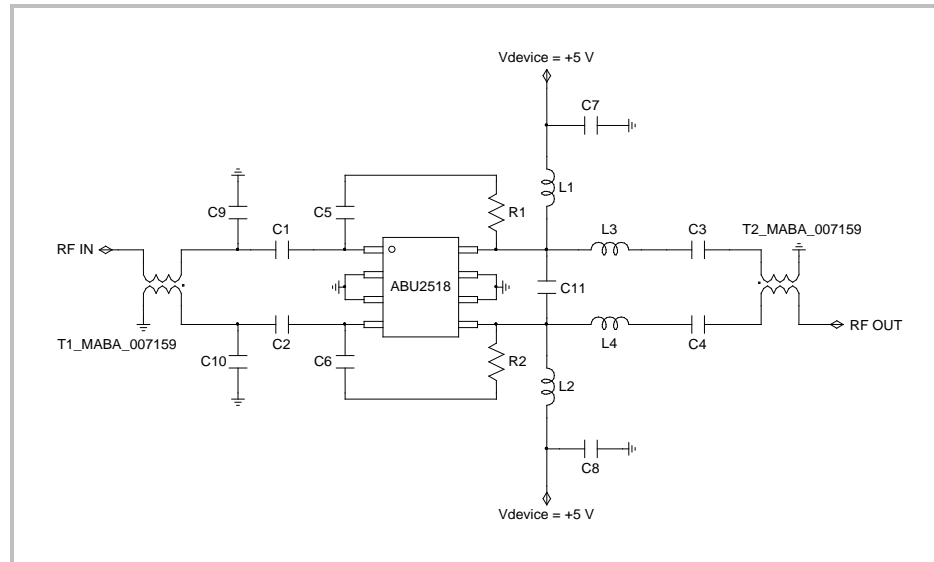 Vdevice = +5 V
C7
L1
C9
C1
C5
R1
L3
C3
T2_MABA_007159
RF IN
ABU2518
C11
RF OUT
T1_MABA_007159
C10
C2
C6
R2
L4
C4
L2
C8
Vdevice = +5 V